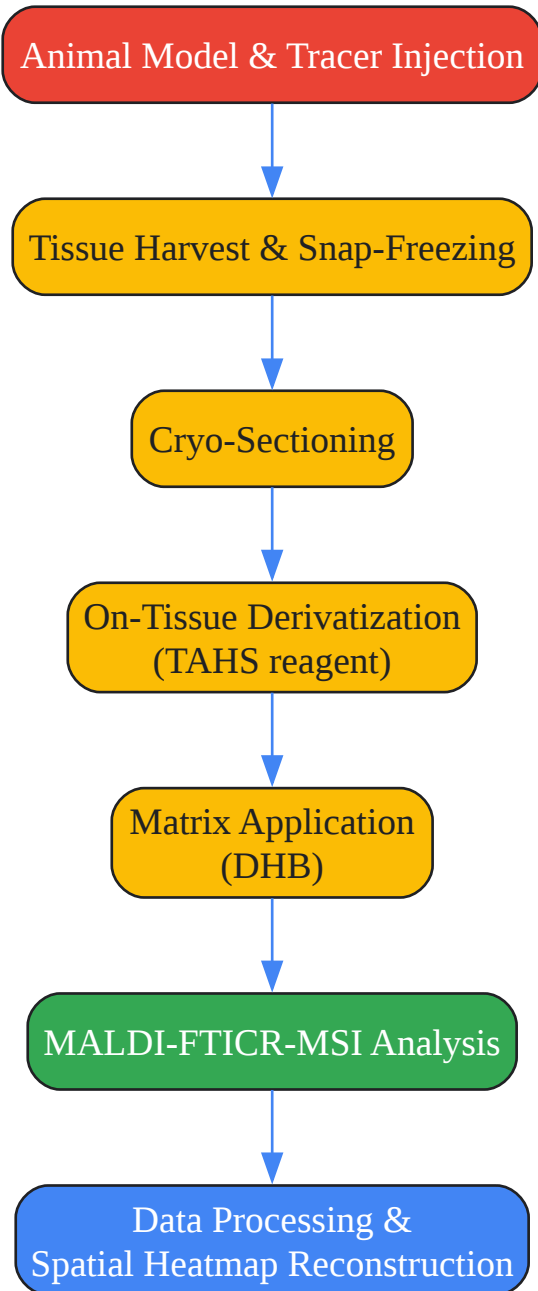 Animal Model & Tracer Injection
Tissue Harvest & Snap-Freezing
Cryo-Sectioning
On-Tissue Derivatization
(TAHS reagent)
Matrix Application
(DHB)
MALDI-FTICR-MSI Analysis
Data Processing &
Spatial Heatmap Reconstruction